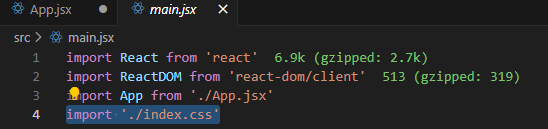 App.jsx ● main.jsx ×
src > main.jsx
1 import React from 'react' 6.9k (gzipped: 2.7k)
2 import ReactDOM from 'react-dom/client' 513 (gzipped: 319)
3 import App from './App.jsx'
4 import './index.css'